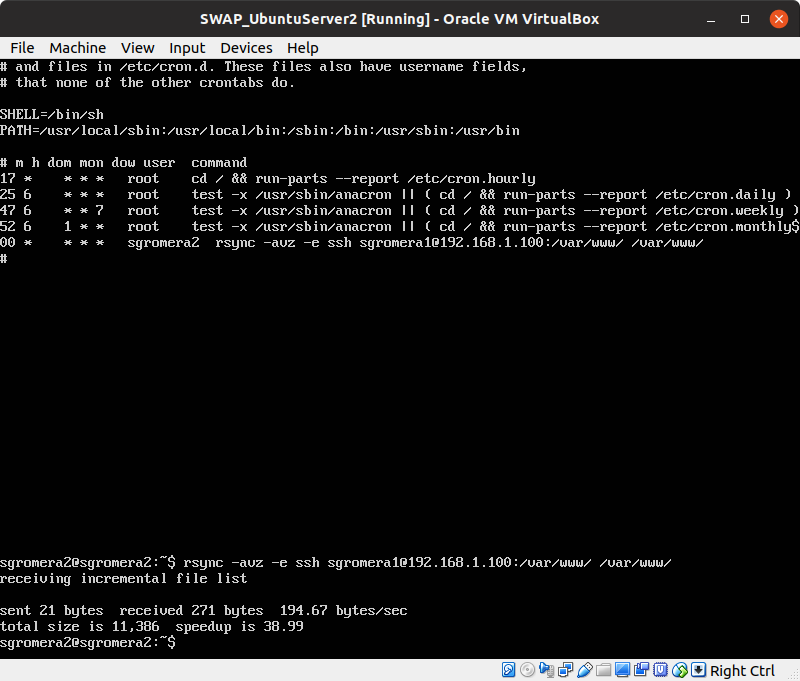 SWAP_UbuntuServer2 [Running] - Oracle VM VirtualBox
File Machine View Input Devices Help
# and files in /etc/cron.d. These files also have username fields,
# that none of the other crontabs do.
SHELL=/bin/sh
PATH=/usr/local/sbin:/usr/local/bin:/sbin:/bin:/usr/sbin:/usr/bin
# m h dom mon dow user  command
17 *    * * *   root    cd / && run-parts --report /etc/cron.hourly
25 6    * * *   root    test -x /usr/sbin/anacron || ( cd / && run-parts --report /etc/cron.daily )
47 6    * * 7   root    test -x /usr/sbin/anacron || ( cd / && run-parts --report /etc/cron.weekly )
52 6    1 * *   root    test -x /usr/sbin/anacron || ( cd / && run-parts --report /etc/cron.monthly$
00 *    * * *   sgromera2  rsync -avz -e ssh sgromera1@192.168.1.100:/var/www/ /var/www/
#
sgromera2@sgromera2:~$ rsync -avz -e ssh sgromera1@192.168.1.100:/var/www/ /var/www/
receiving incremental file list
sent 21 bytes  received 271 bytes  194.67 bytes/sec
total size is 11,386  speedup is 38.99
sgromera2@sgromera2:~$
Right Ctrl